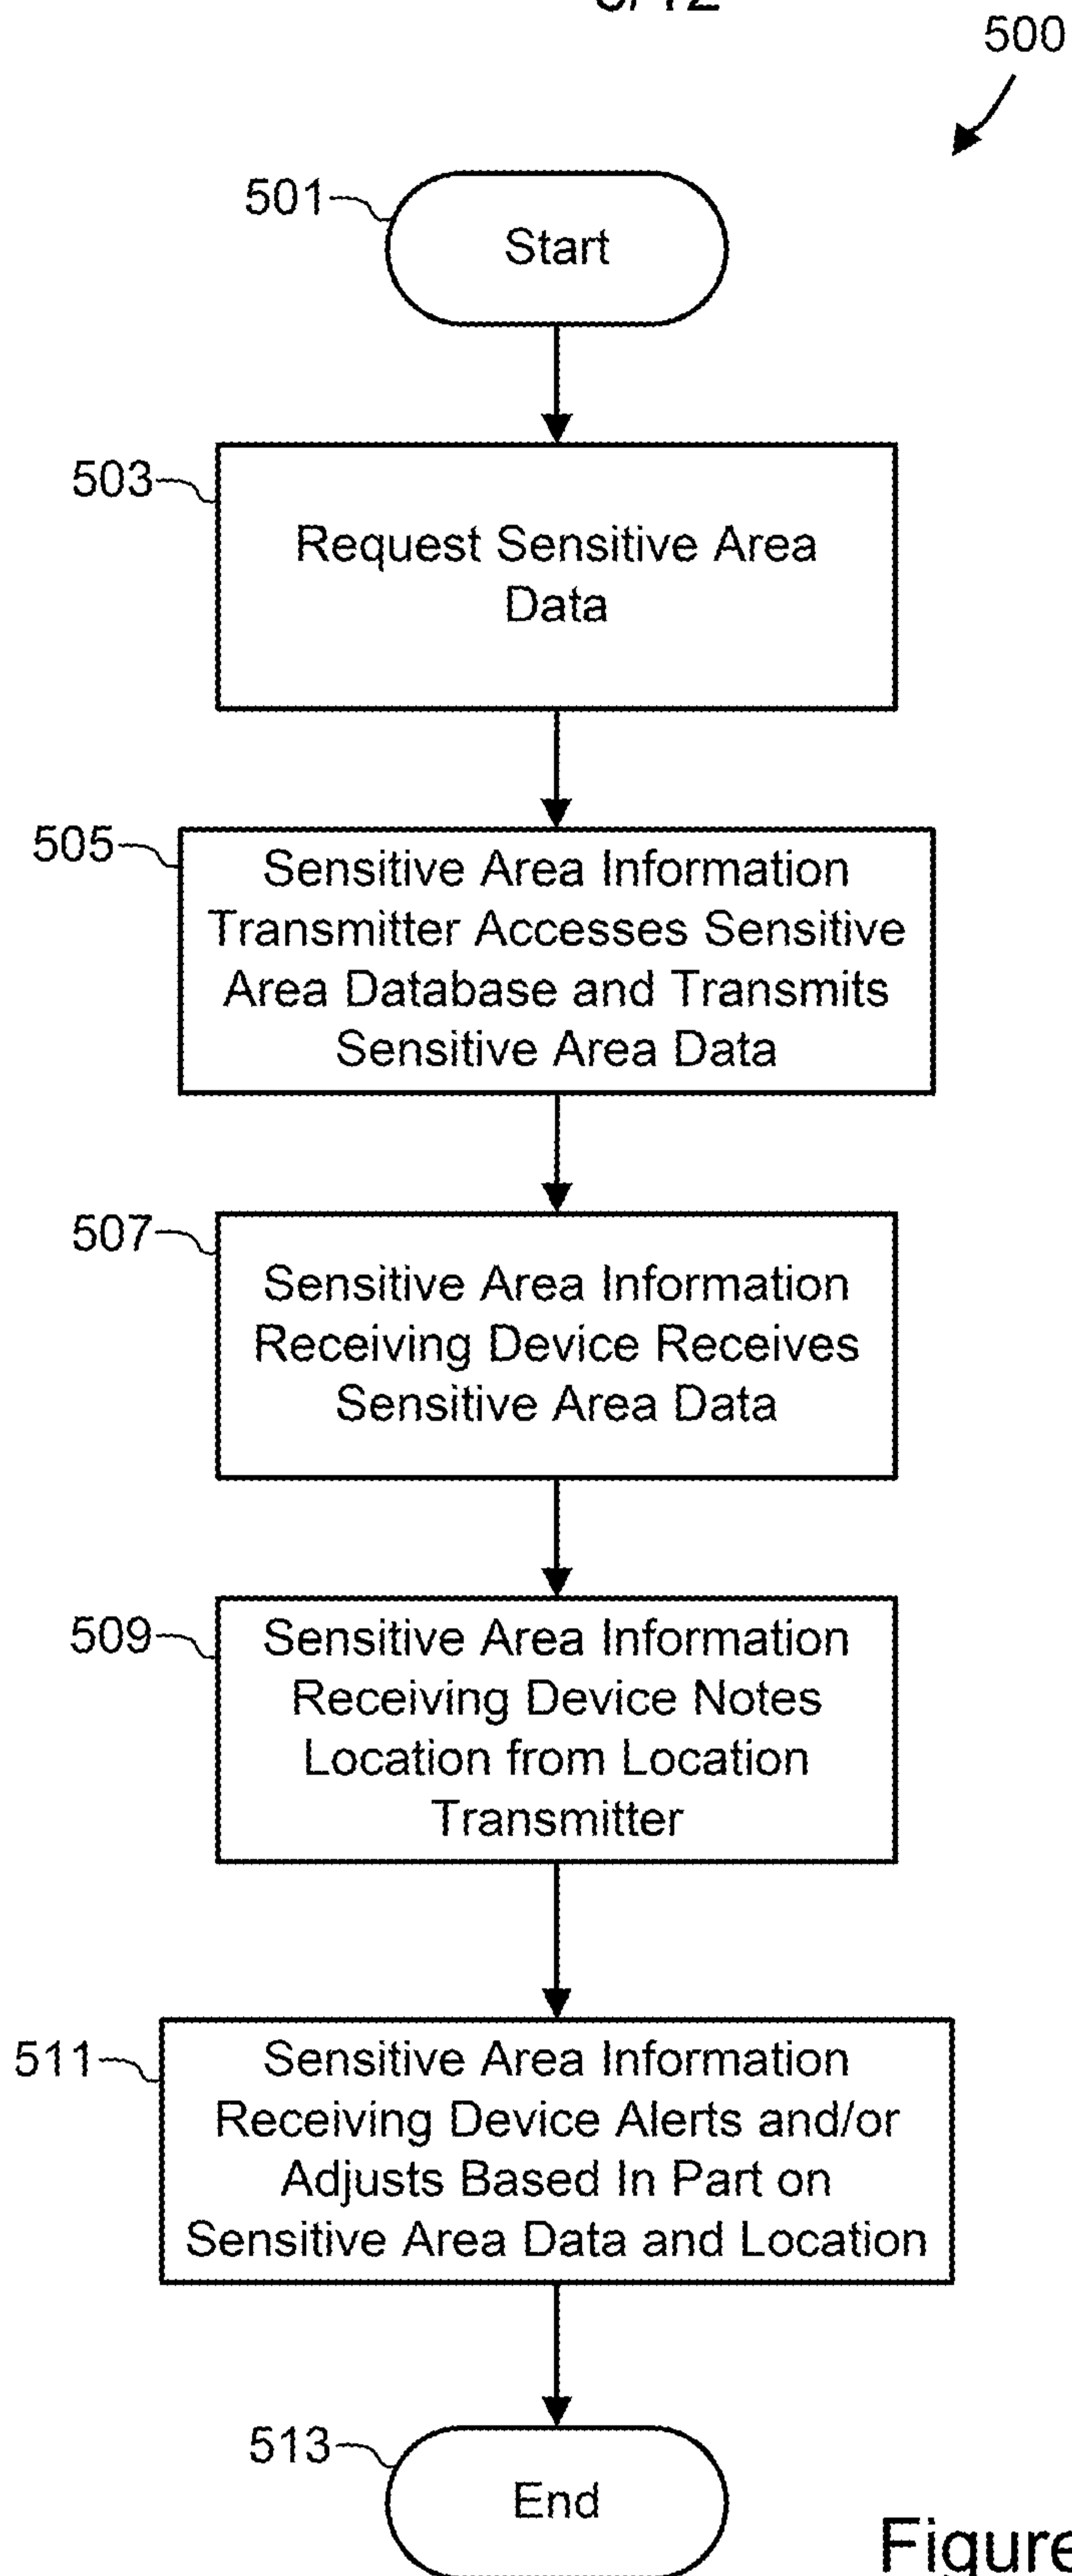 500
501
Start
503
Request Sensitive Area
Data
505
Sensitive Area Information
Transmitter Accesses Sensitive
Area Database and Transmits
Sensitive Area Data
507
Sensitive Area Information
Receiving Device Receives
Sensitive Area Data
509
Sensitive Area Information
Receiving Device Notes
Location from Location
Transmitter
511
Sensitive Area Information
Receiving Device Alerts and/or
Adjusts Based In Part on
Sensitive Area Data and Location
513
End
Figure